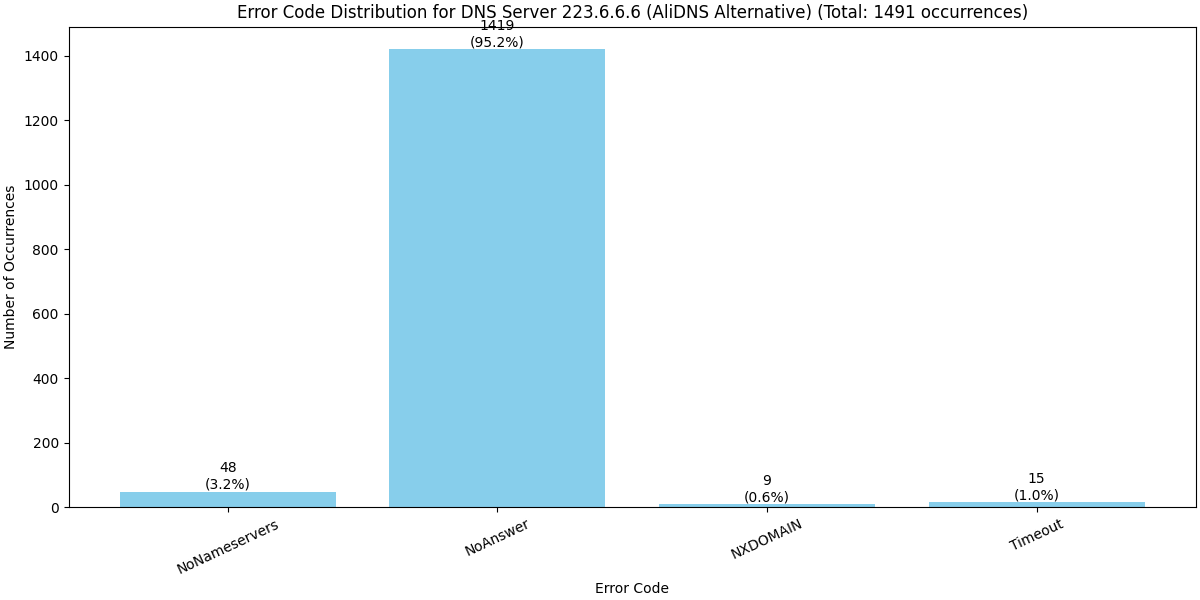 Error Code Distribution for DNS Server 223.6.6.6 (AliDNS Alternative) (Total: 1491 occurrences)
1419
(95.2%)
1400
1200
1000
800
600
400
200
0
Number of Occurrences
48
(3.2%)
9
(0.6%)
15
(1.0%)
NoNameservers
NoAnswer
NXDOMAIN
Timeout
Error Code